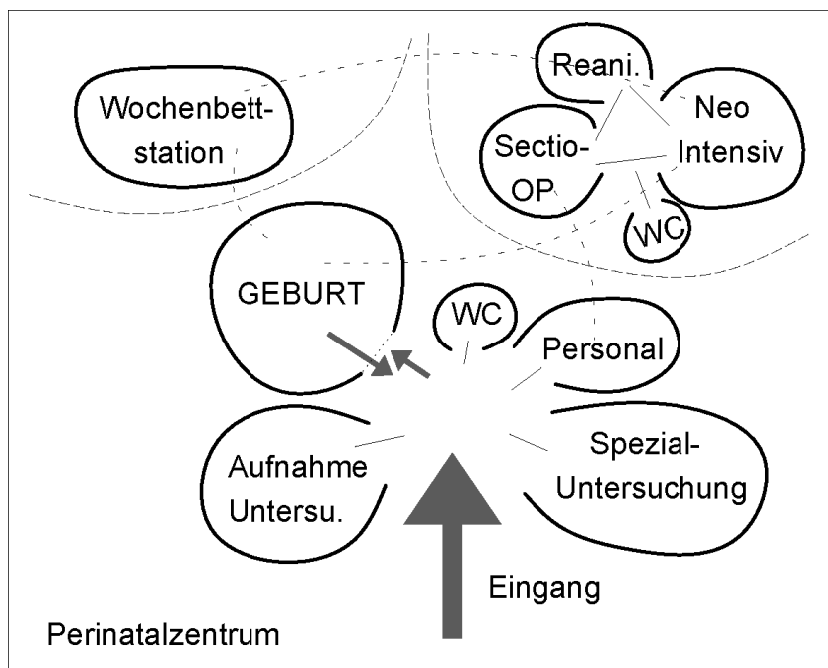 Reani.
Wochenbett-
station
Neo
Intensiv
Sectio-
OP
WC
GEBURT
WC
Personal
Aufnahme
Untersu.
Spezial-
Untersuchung
Eingang
Perinatalzentrum